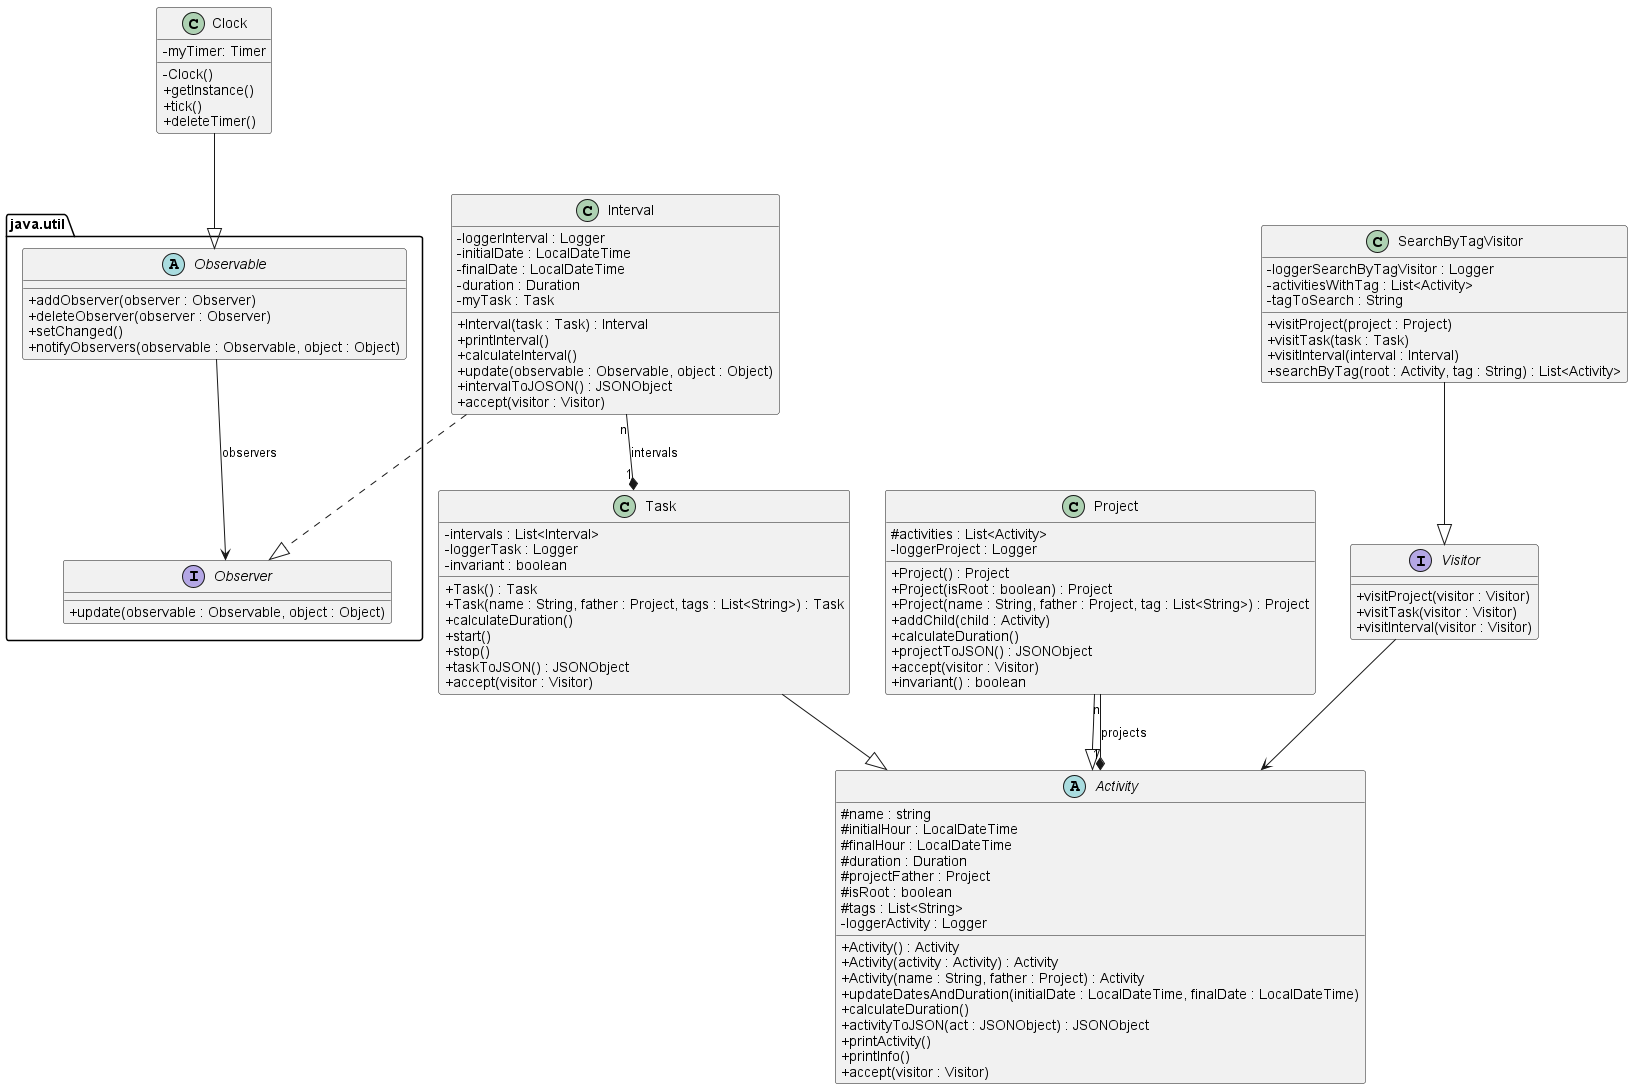 C Clock
-myTimer: Timer
-Clock()
+getInstance()
+tick()
+deleteTimer()
java.util
A Observable
+addObserver(observer : Observer)
+deleteObserver(observer : Observer)
+setChanged()
+notifyObservers(observable : Observable, object : Object)
observers
I Observer
+update(observable : Observable, object : Object)
C Interval
-loggerInterval : Logger
-initialDate : LocalDateTime
-finalDate : LocalDateTime
-duration : Duration
-myTask : Task
+Interval(task : Task) : Interval
+printInterval()
+calculateInterval()
+update(observable : Observable, object : Object)
+intervalToJOSON() : JSONObject
+accept(visitor : Visitor)
n
intervals
1
C Task
-intervals : List<Interval>
-loggerTask : Logger
-invariant : boolean
+Task() : Task
+Task(name : String, father : Project, tags : List<String>) : Task
+calculateDuration()
+start()
+stop()
+taskToJSON() : JSONObject
+accept(visitor : Visitor)
C Project
#activities : List<Activity>
-loggerProject : Logger
+Project() : Project
+Project(isRoot : boolean) : Project
+Project(name : String, father : Project, tag : List<String>) : Project
+addChild(child : Activity)
+calculateDuration()
+projectToJSON() : JSONObject
+accept(visitor : Visitor)
+invariant() : boolean
n
projects
1
C SearchByTagVisitor
-loggerSearchByTagVisitor : Logger
-activitiesWithTag : List<Activity>
-tagToSearch : String
+visitProject(project : Project)
+visitTask(task : Task)
+visitInterval(interval : Interval)
+searchByTag(root : Activity, tag : String) : List<Activity>
I Visitor
+visitProject(visitor : Visitor)
+visitTask(visitor : Visitor)
+visitInterval(visitor : Visitor)
A Activity
#name : string
#initialHour : LocalDateTime
#finalHour : LocalDateTime
#duration : Duration
#projectFather : Project
#isRoot : boolean
#tags : List<String>
-loggerActivity : Logger
+Activity() : Activity
+Activity(activity : Activity) : Activity
+Activity(name : String, father : Project) : Activity
+updateDatesAndDuration(initialDate : LocalDateTime, finalDate : LocalDateTime)
+calculateDuration()
+activityToJSON(act : JSONObject) : JSONObject
+printActivity()
+printInfo()
+accept(visitor : Visitor)